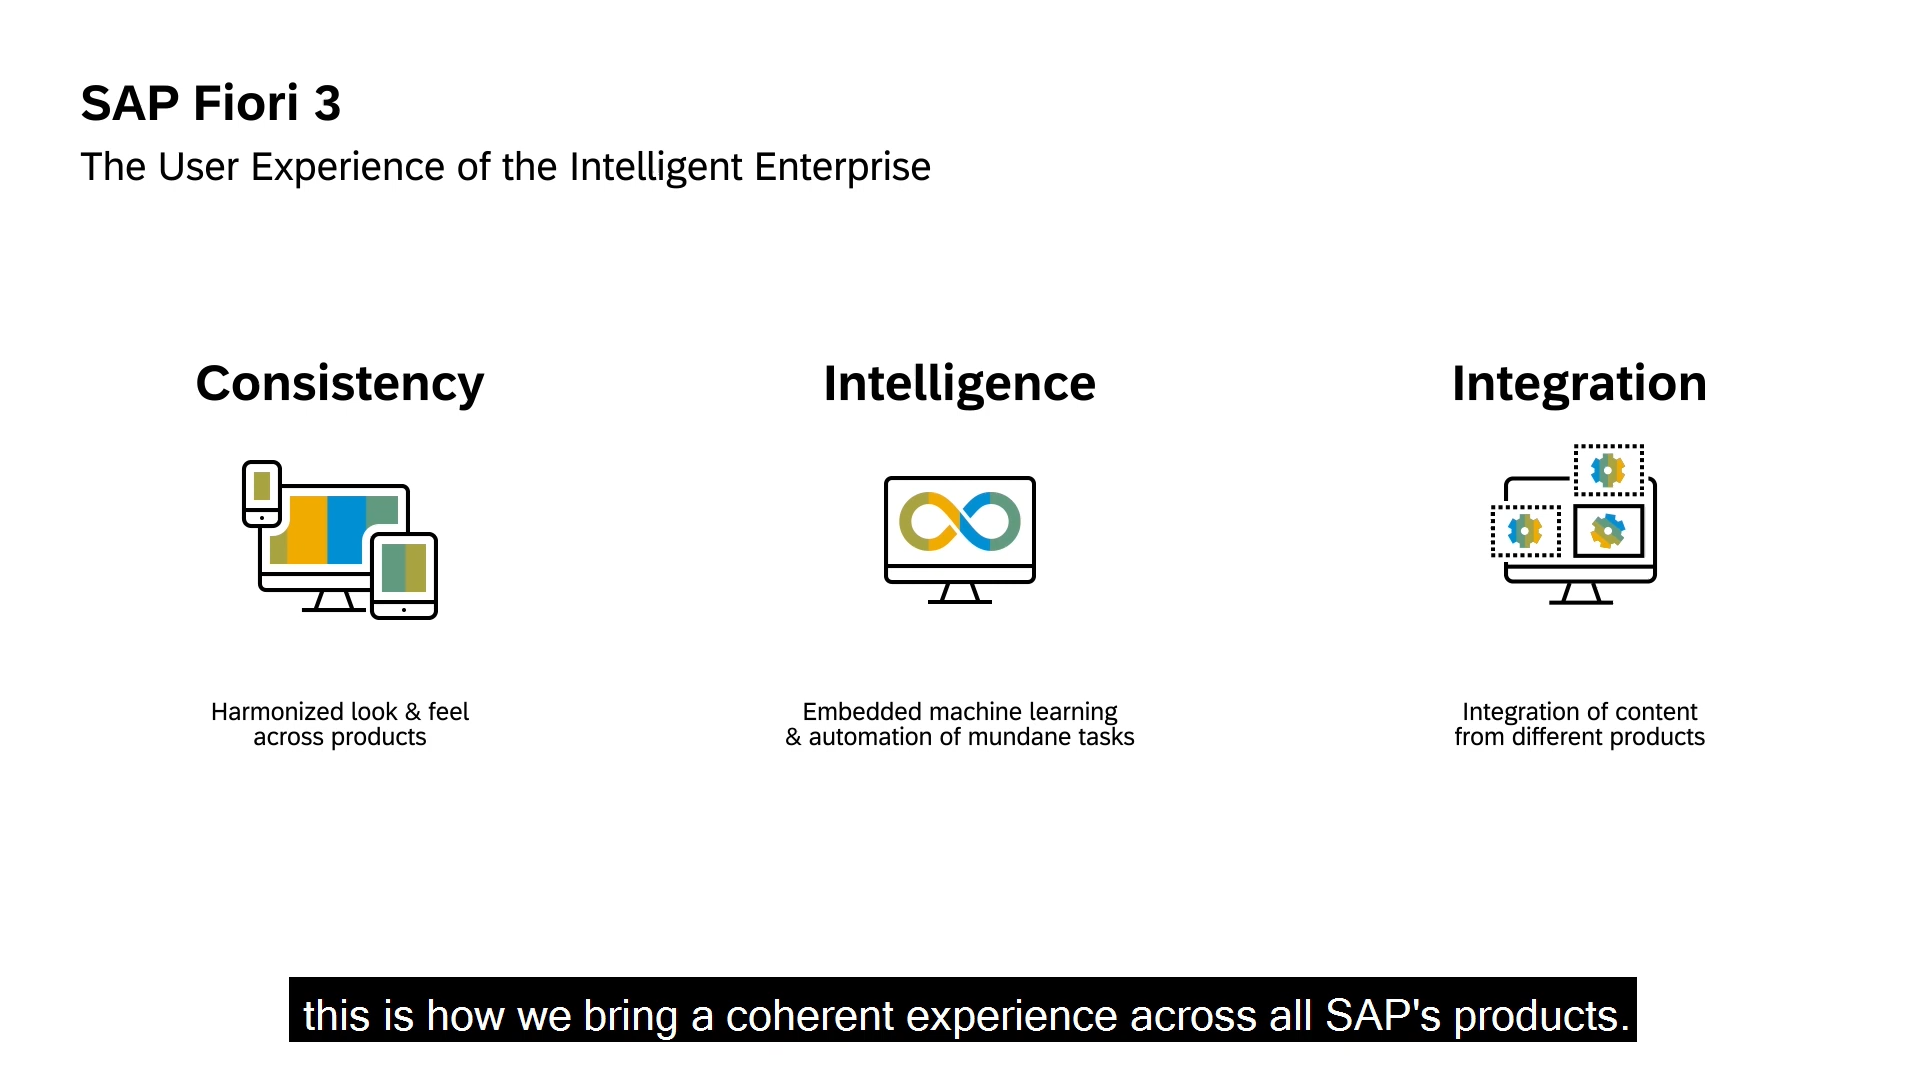 SAP Fiori 3
The User Experience of the Intelligent Enterprise
Consistency
Harmonized look & feel
across products
Intelligence
Embedded machine learning
& automation of mundane tasks
Integration
Integration of content
from different products
this is how we bring a coherent experience across all SAP's products.